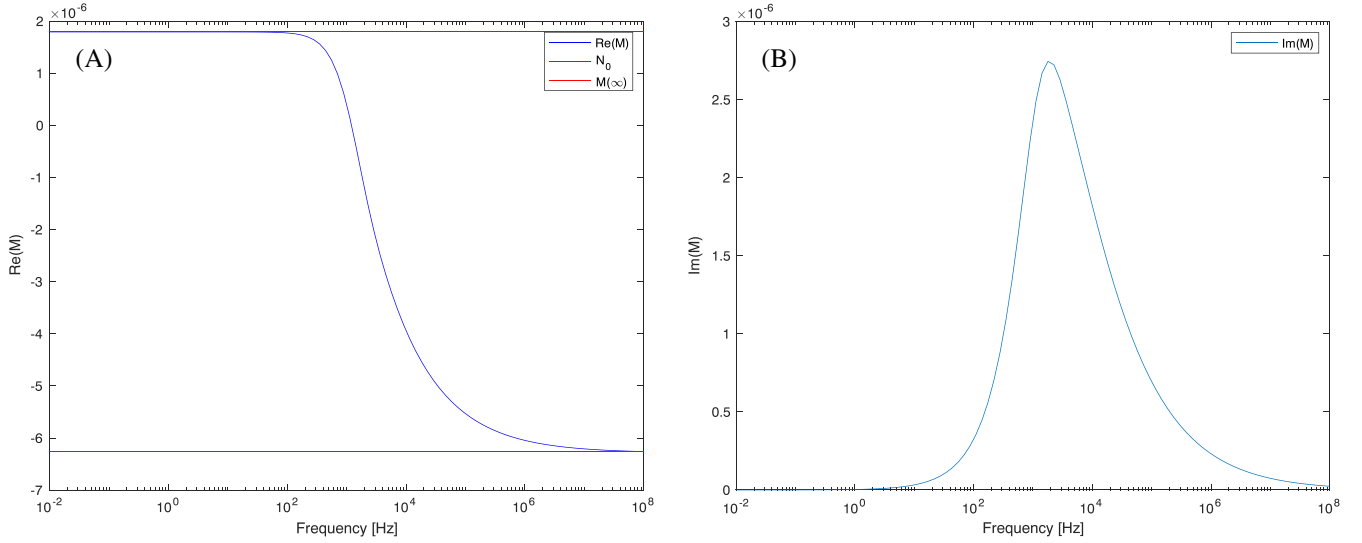 ×10⁻⁶
2
1
0
-1
-2
-3
-4
-5
-6
-7
Re(M)
(A)
Re(M)
N₀
M(∞)
10⁻² 10⁰ 10² 10⁴ 10⁶ 10⁸
Frequency [Hz]
×10⁻⁶
3
2.5
2
1.5
1
0.5
0
Im(M)
(B)
Im(M)
10⁻² 10⁰ 10² 10⁴ 10⁶ 10⁸
Frequency [Hz]